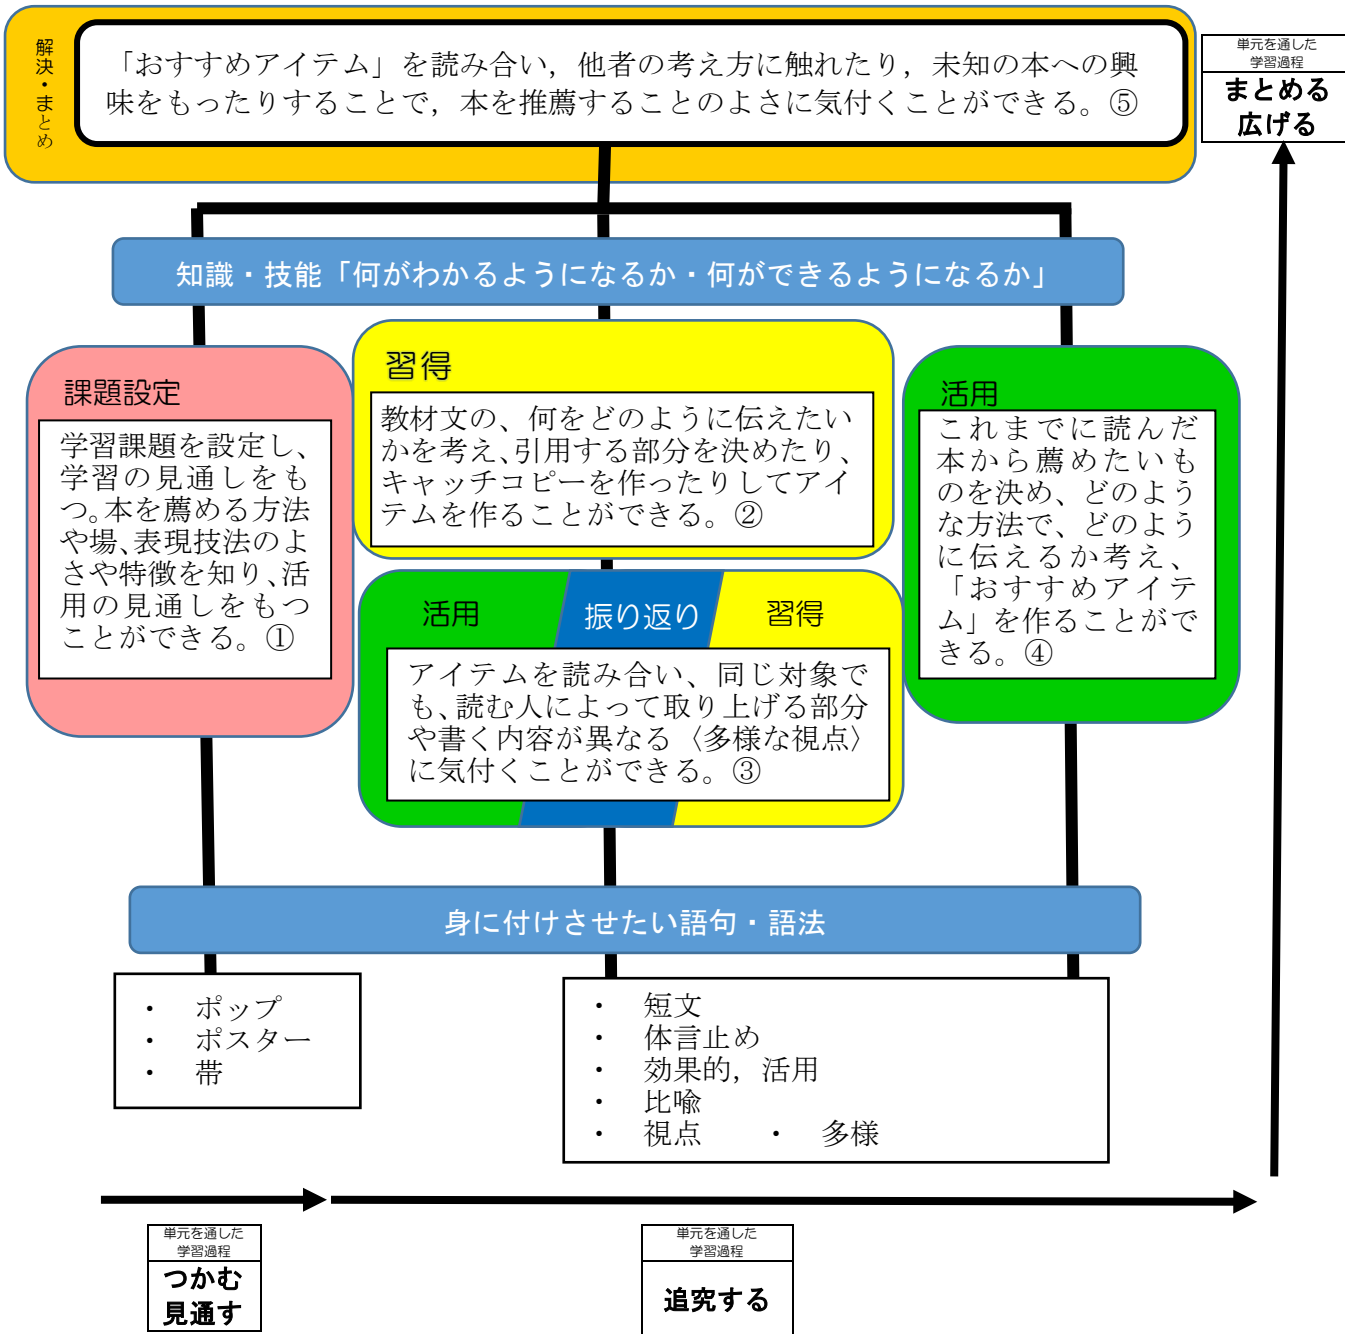 解決・まとめ
「おすすめアイテム」を読み合い，他者の考え方に触れたり，未知の本への興
味をもったりすることで，本を推薦することのよさに気付くことができる。⑤
単元を通した
学習過程
まとめる
広げる
知識・技能「何がわかるようになるか・何ができるようになるか」
課題設定
学習課題を設定し、
学習の見通しをも
つ。本を薦める方法
や場、表現技法のよ
さや特徴を知り、活
用の見通しをもつ
ことができる。①
習得
教材文の、何をどのように伝えたい
かを考え、引用する部分を決めたり、
キャッチコピーを作ったりしてアイ
テムを作ることができる。②
活用
これまでに読んだ
本から薦めたいも
のを決め、どのよう
な方法で、どのよう
に伝えるか考え、
「おすすめアイテ
ム」を作ることがで
きる。④
活用 振り返り 習得
アイテムを読み合い、同じ対象で
も、読む人によって取り上げる部分
や書く内容が異なる〈多様な視点〉
に気付くことができる。③
身に付けさせたい語句・語法
・ ポップ
・ ポスター
・ 帯
・ 短文
・ 体言止め
・ 効果的，活用
・ 比喩
・ 視点 ・ 多様
単元を通した
学習過程
つかむ
見通す
単元を通した
学習過程
追究する